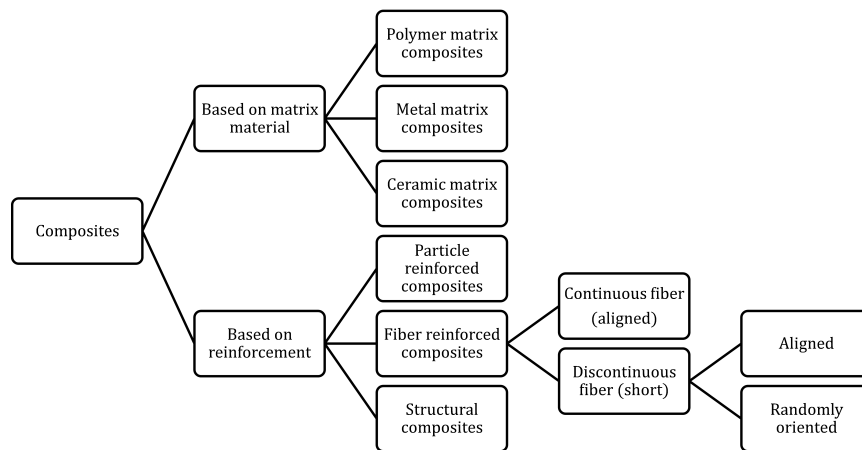 Composites
Based on matrix
material
Polymer matrix
composites
Metal matrix
composites
Ceramic matrix
composites
Based on
reinforcement
Particle
reinforced
composites
Fiber reinforced
composites
Continuous fiber
(aligned)
Discontinuous
fiber (short)
Aligned
Randomly
oriented
Structural
composites